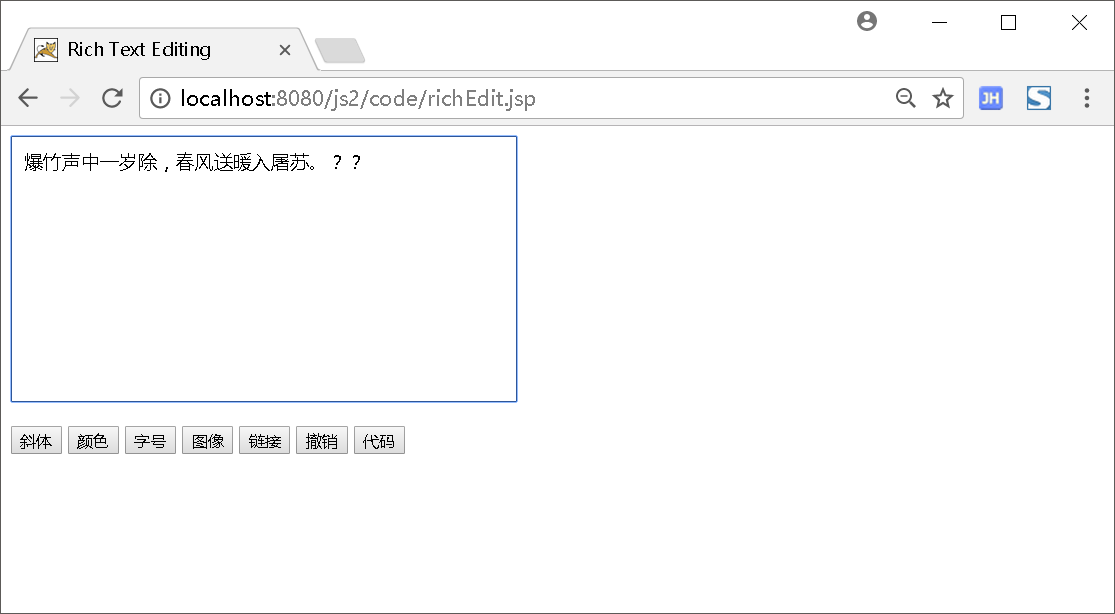 Rich Text Editing
localhost:8080/js2/code/richEdit.jsp
JH
S
爆竹声中一岁除，春风送暖入屠苏。？？
斜体 颜色 字号 图像 链接 撤销 代码